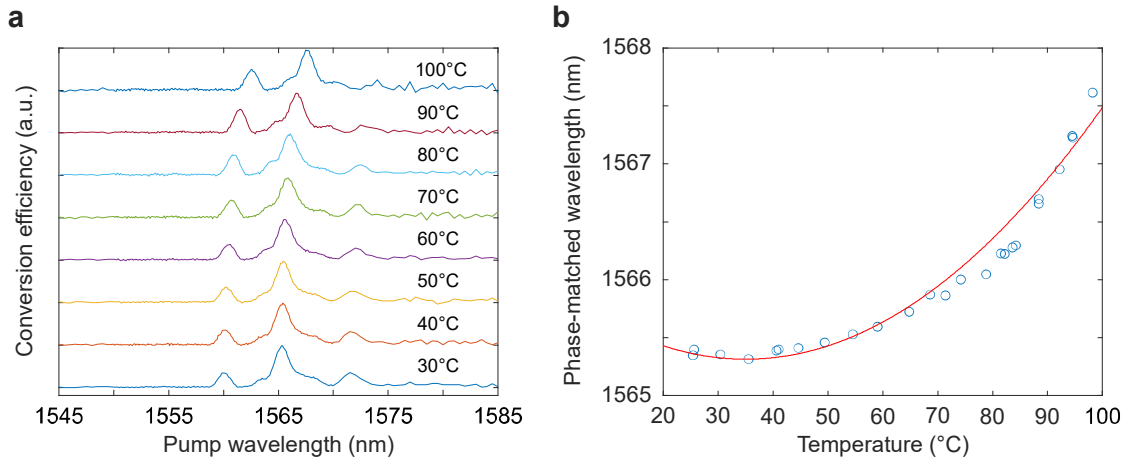 a
Conversion efficiency (a.u.)
100°C
90°C
80°C
70°C
60°C
50°C
40°C
30°C
1545 1555 1565 1575 1585
Pump wavelength (nm)
b
Phase-matched wavelength (nm)
1568
1567
1566
1565
20 30 40 50 60 70 80 90 100
Temperature (°C)